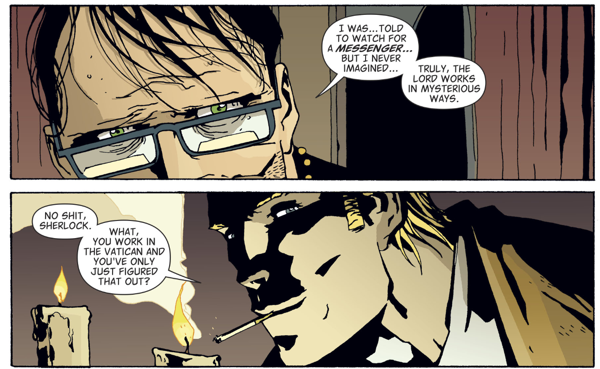 I WAS...TOLD
TO WATCH FOR
A MESSENGER...
BUT I NEVER
IMAGINED...
TRULY, THE
LORD WORKS
IN MYSTERIOUS
WAYS.
NO SHIT,
SHERLOCK.
WHAT,
YOU WORK IN
THE VATICAN AND
YOU'VE ONLY
JUST FIGURED
THAT OUT?